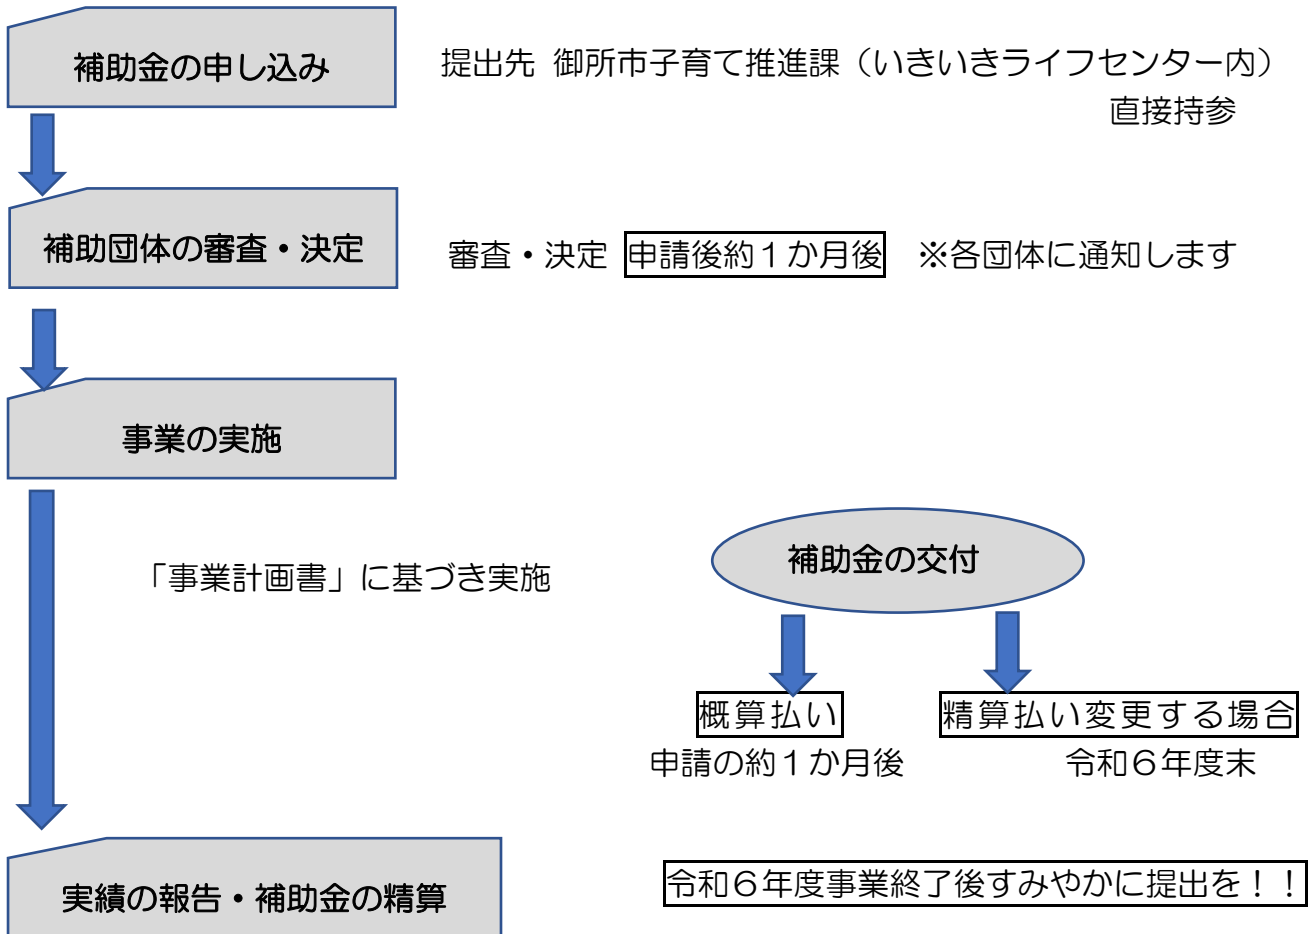 補助金の申し込み
提出先 御所市子育て推進課（いきいきライフセンター内）
直接持参
補助団体の審査・決定
審査・決定 申請後約１か月後 ※各団体に通知します
事業の実施
「事業計画書」に基づき実施
補助金の交付
概算払い
精算払い変更する場合
申請の約１か月後
令和６年度末
実績の報告・補助金の精算
令和６年度事業終了後すみやかに提出を！！